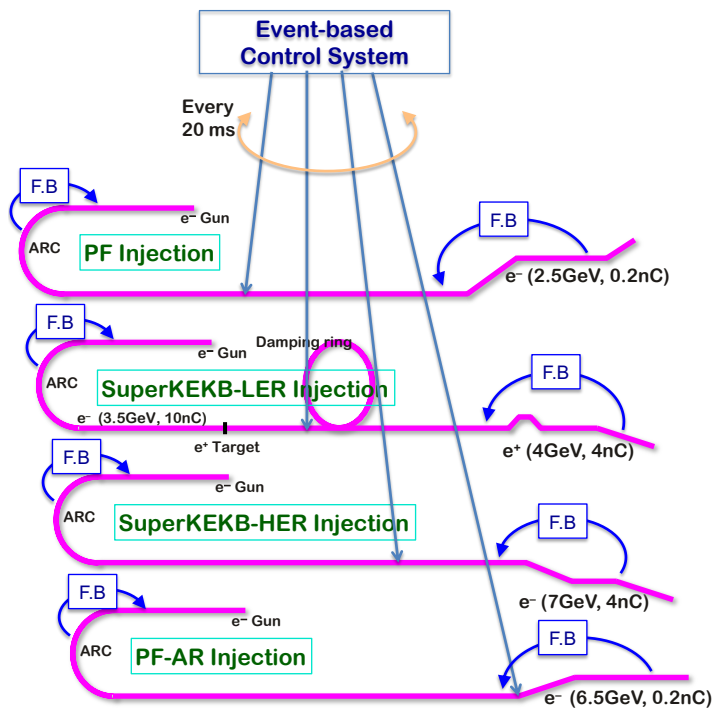 Event-based
Control System
Every
20 ms
F.B
e– Gun
ARC
PF Injection
F.B
e– (2.5GeV, 0.2nC)
F.B
e– Gun
Damping ring
ARC
SuperKEKB-LER Injection
F.B
e– (3.5GeV, 10nC)
e+ Target
e+ (4GeV, 4nC)
F.B
e– Gun
ARC
SuperKEKB-HER Injection
F.B
e– (7GeV, 4nC)
F.B
e– Gun
ARC
PF-AR Injection
F.B
e– (6.5GeV, 0.2nC)